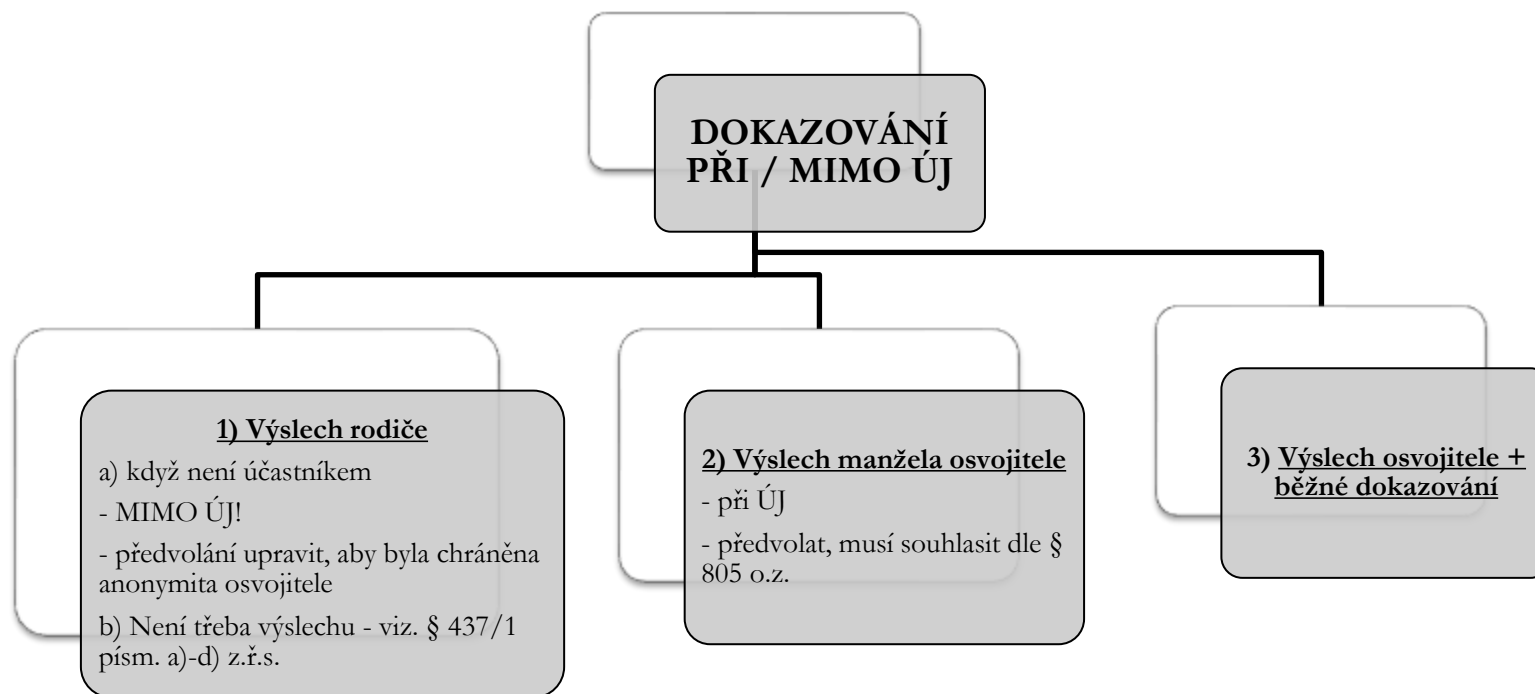 DOKAZOVÁNÍ
PŘI / MIMO ÚJ
1) Výslech rodiče
a) když není účastníkem
- MIMO ÚJ!
- předvolání upravit, aby byla chráněna
anonymita osvojitele
b) Není třeba výslechu - viz. § 437/1
písm. a)-d) z.ř.s.
2) Výslech manžela osvojitele
- při ÚJ
- předvolat, musí souhlasit dle §
805 o.z.
3) Výslech osvojitele +
běžné dokazování